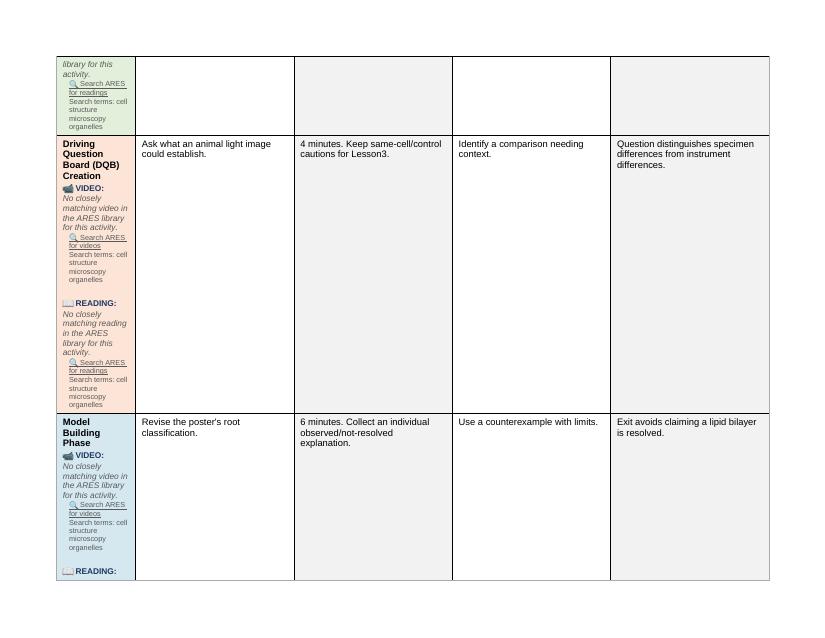 library for this
activity.
🔍 Search ARES
for readings
Search terms: cell
structure
microscopy
organelles
Driving
Question
Board (DQB)
Creation
📹 VIDEO:
No closely
matching video in
the ARES library
for this activity.
🔍 Search ARES
for videos
Search terms: cell
structure
microscopy
organelles
📖 READING:
No closely
matching reading
in the ARES
library for this
activity.
🔍 Search ARES
for readings
Search terms: cell
structure
microscopy
organelles
Ask what an animal light image
could establish.
4 minutes. Keep same-cell/control
cautions for Lesson3.
Identify a comparison needing
context.
Question distinguishes specimen
differences from instrument
differences.
Model
Building
Phase
📹 VIDEO:
No closely
matching video in
the ARES library
for this activity.
🔍 Search ARES
for videos
Search terms: cell
structure
microscopy
organelles
📖 READING:
Revise the poster's root
classification.
6 minutes. Collect an individual
observed/not-resolved
explanation.
Use a counterexample with limits.
Exit avoids claiming a lipid bilayer
is resolved.